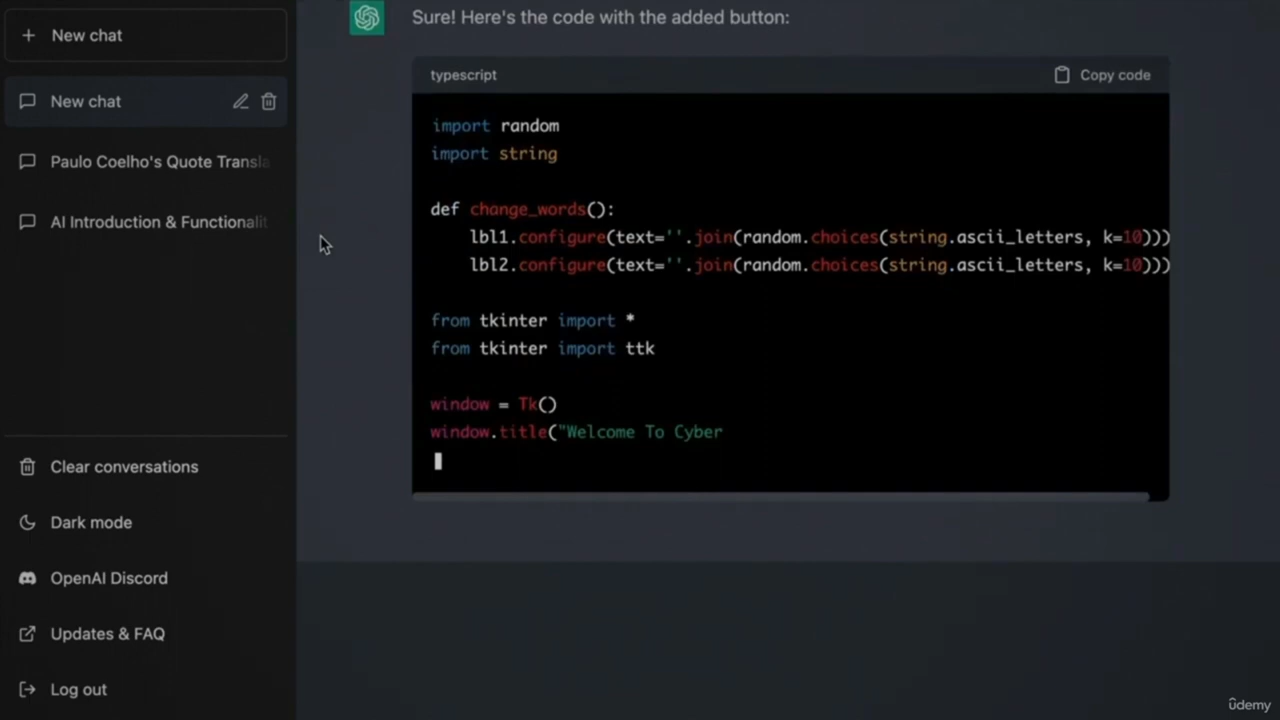 New chat
New chat
Paulo Coelho's Quote Transla
AI Introduction & Functionalit
Clear conversations
Dark mode
OpenAI Discord
Updates & FAQ
Log out
Sure! Here's the code with the added button:
typescript
Copy code
import random
import string
def change_words():
    lbl1.configure(text=''.join(random.choices(string.ascii_letters, k=10)))
    lbl2.configure(text=''.join(random.choices(string.ascii_letters, k=10)))
from tkinter import *
from tkinter import ttk
window = Tk()
window.title("Welcome To Cyber
ûdemy